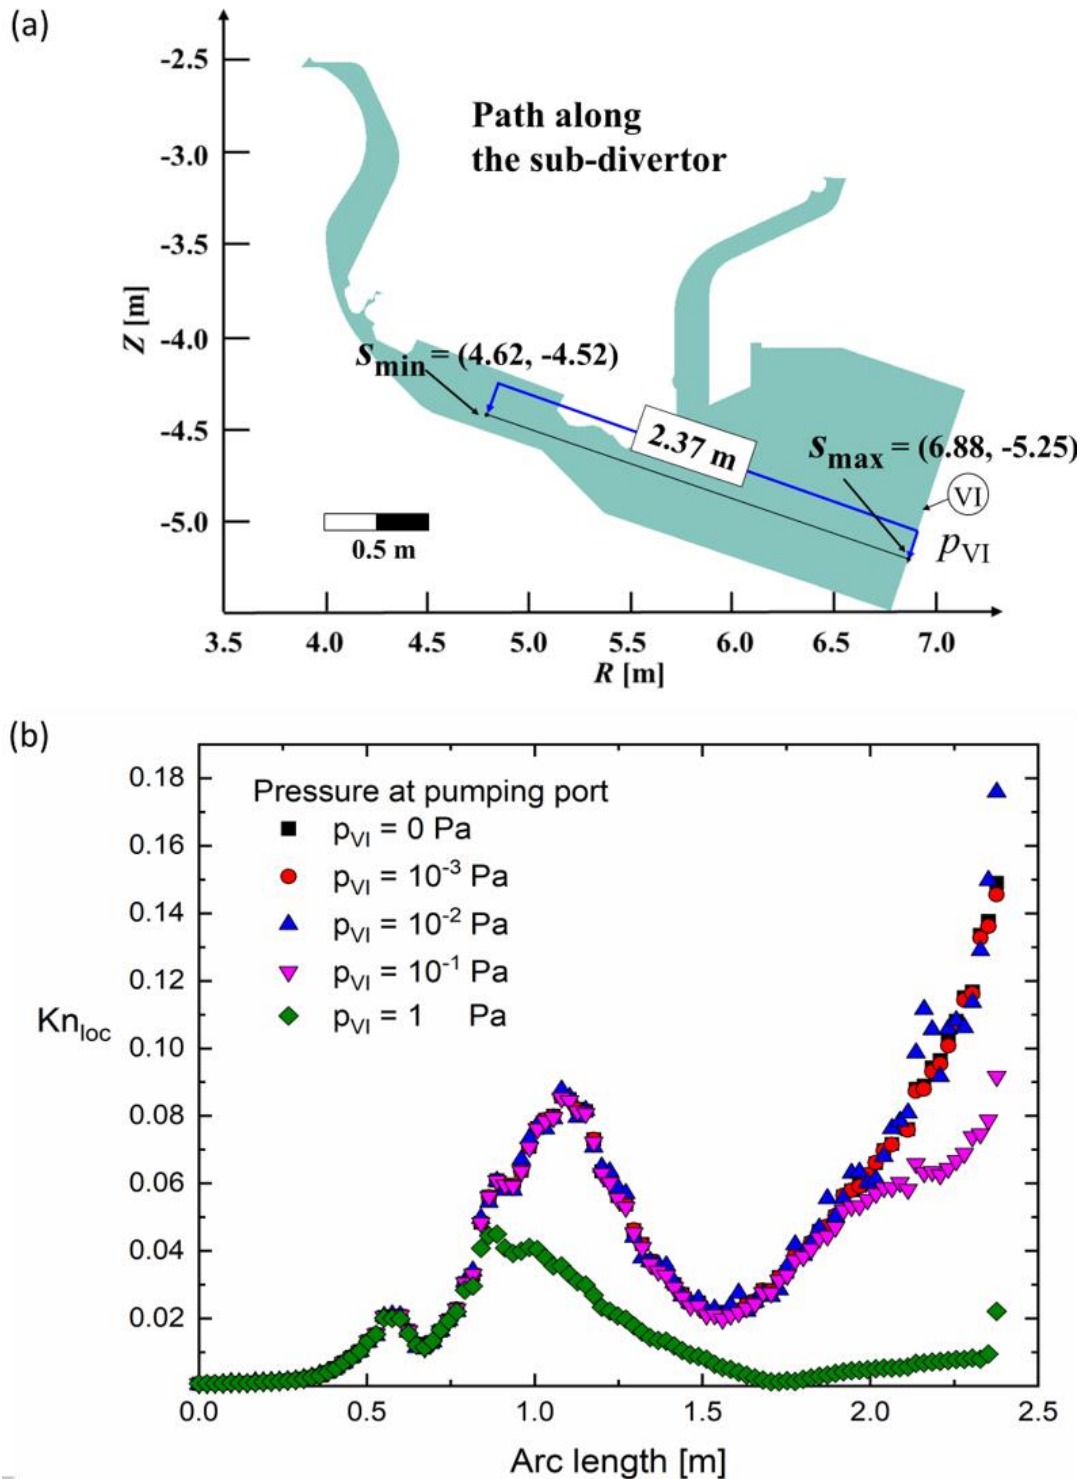 (a)
-2.5
Path along
the sub-divertor
-3.0
-3.5
Z [m]
-4.0
Smin = (4.62, -4.52)
-4.5
2.37 m
Smax = (6.88, -5.25)
VI
-5.0
pVI
0.5 m
3.5 4.0 4.5 5.0 5.5 6.0 6.5 7.0
R [m]
(b)
0.18
Pressure at pumping port
0.16
pVI = 0 Pa
0.14
pVI = 10-3 Pa
pVI = 10-2 Pa
0.12
pVI = 10-1 Pa
Knloc
pVI = 1 Pa
0.10
0.08
0.06
0.04
0.02
0.0 0.5 1.0 1.5 2.0 2.5
Arc length [m]